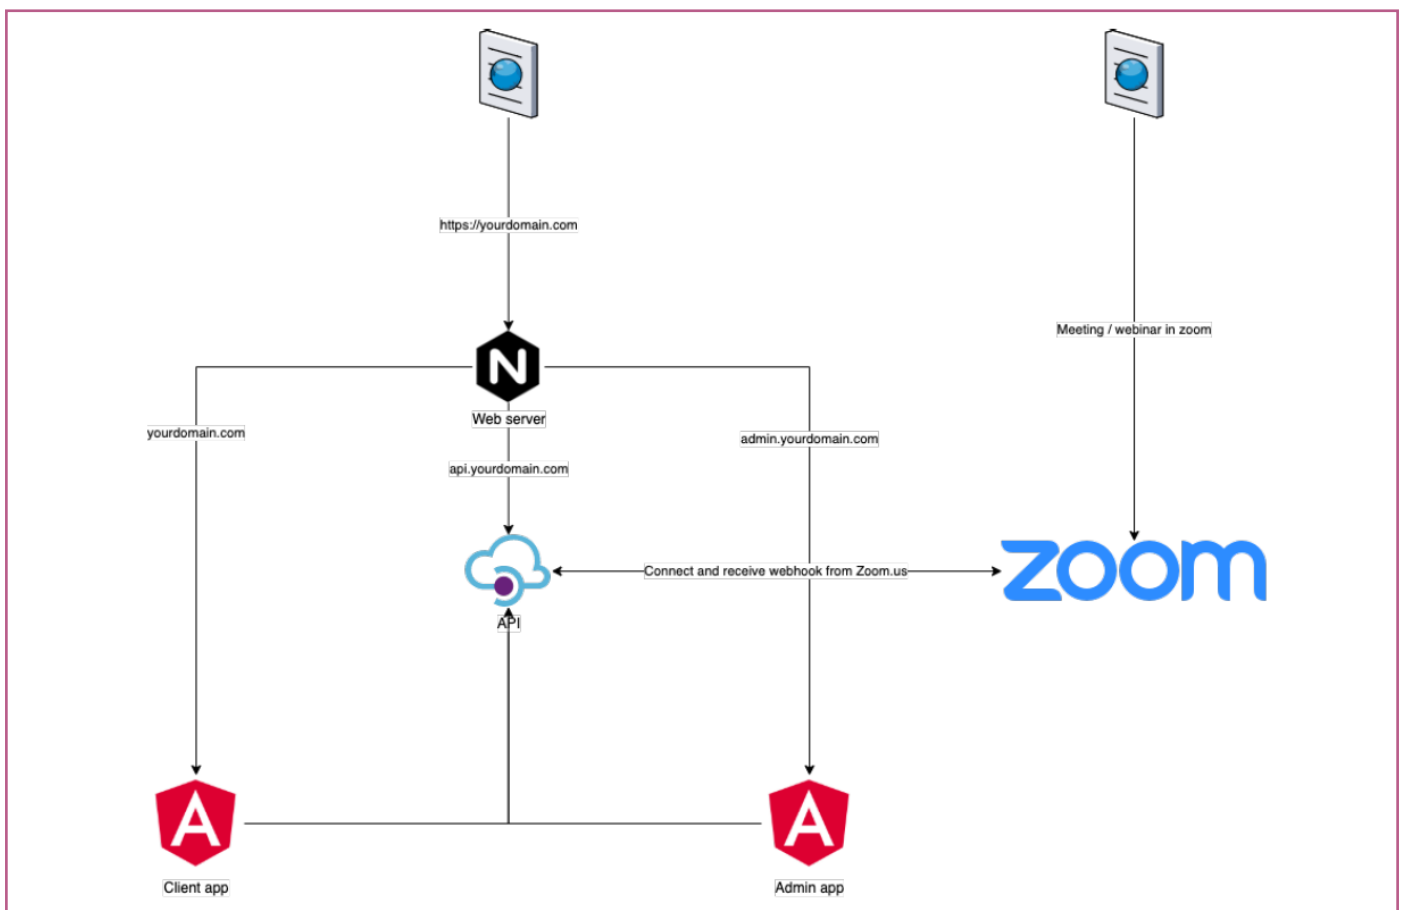 https://yourdomain.com
Meeting / webinar in zoom
N
Web server
yourdomain.com
admin.yourdomain.com
api.yourdomain.com
Connect and receive webhook from Zoom.us
zoom
API
A
A
Client app
Admin app